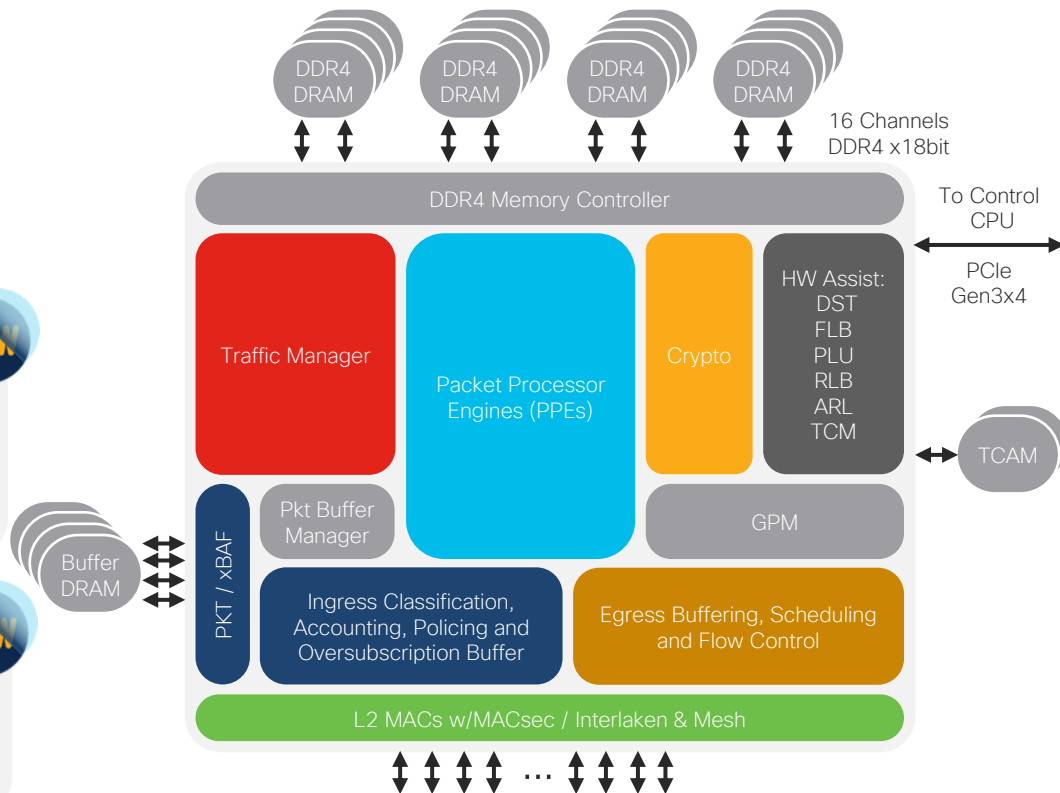 DDR4
DRAM
DDR4
DRAM
DDR4
DRAM
DDR4
DRAM
16 Channels
DDR4 x18bit
DDR4 Memory Controller
To Control
CPU
PCIe
Gen3x4
Traffic Manager
Packet Processor
Engines (PPEs)
Crypto
HW Assist:
DST
FLB
PLU
RLB
ARL
TCM
TCAM
Buffer
DRAM
PKT / xBAF
Pkt Buffer
Manager
GPM
Ingress Classification,
Accounting, Policing and
Oversubscription Buffer
Egress Buffering, Scheduling
and Flow Control
L2 MACs w/MACsec / Interlaken & Mesh
...